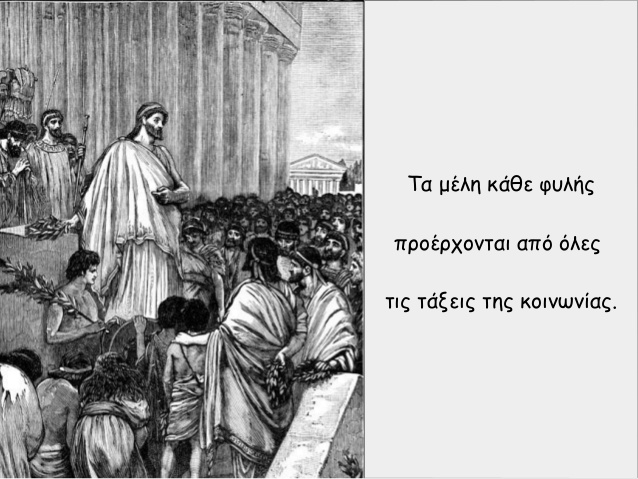 Τα μέλη κάθε φυλής
προέρχονται από όλες
τις τάξεις της κοινωνίας.